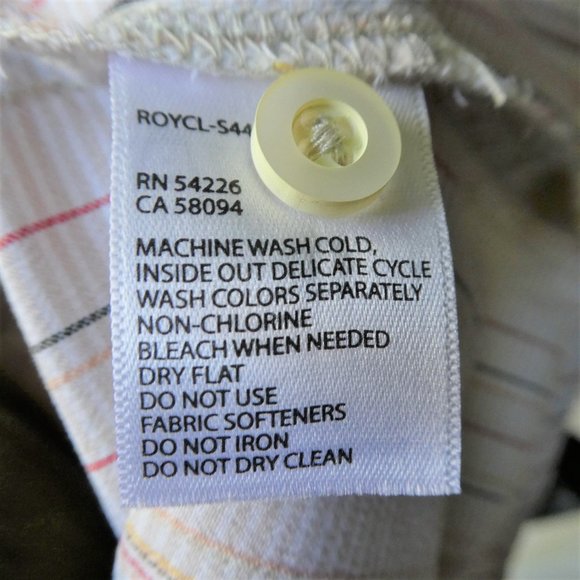 ROYCL-S44
RN 54226
CA 58094
MACHINE WASH COLD,
INSIDE OUT DELICATE CYCLE
WASH COLORS SEPARATELY
NON-CHLORINE
BLEACH WHEN NEEDED
DRY FLAT
DO NOT USE
FABRIC SOFTENERS
DO NOT IRON
DO NOT DRY CLEAN